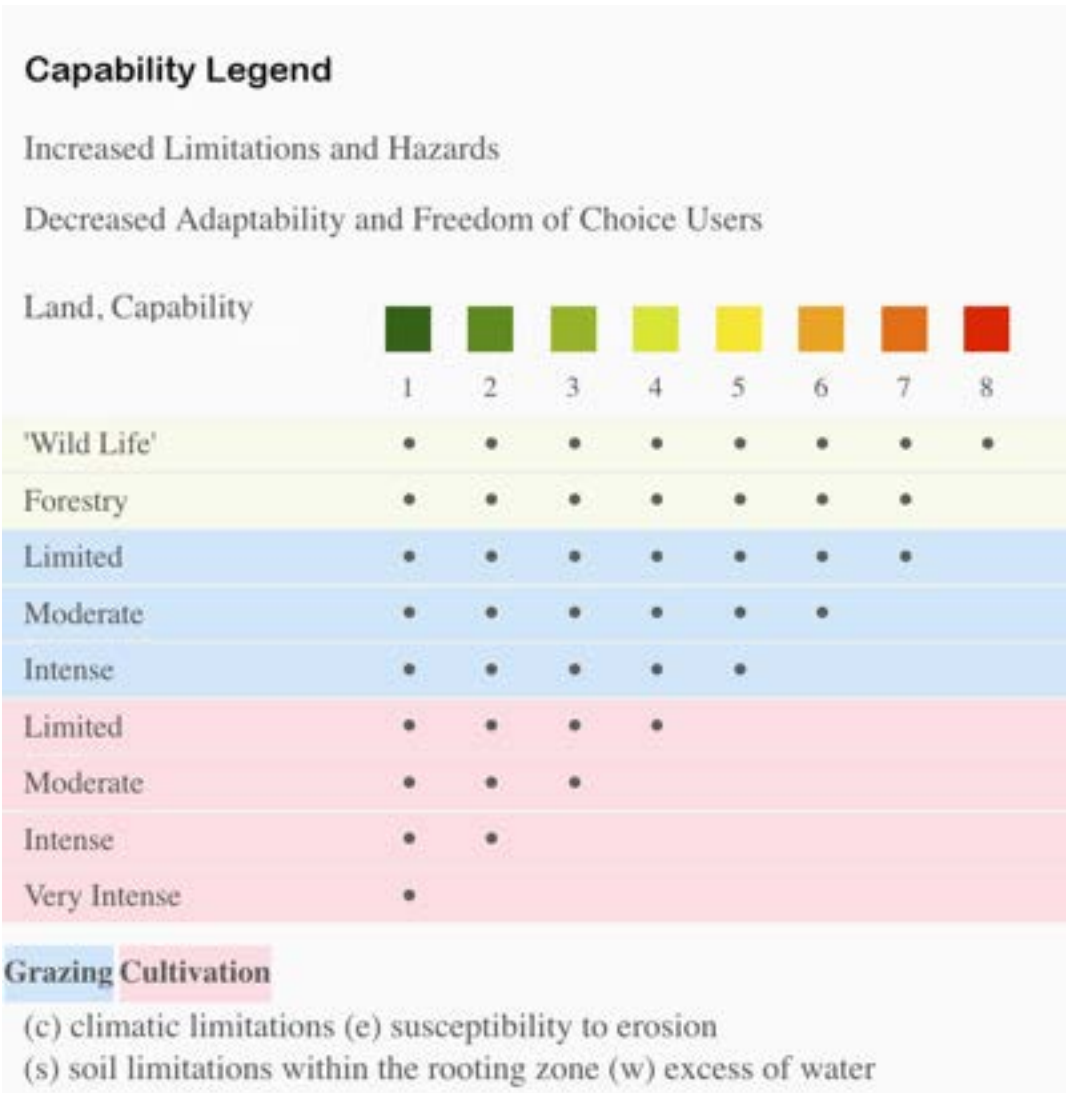 Capability Legend
Increased Limitations and Hazards
Decreased Adaptability and Freedom of Choice Users
Land, Capability
1 2 3 4 5 6 7 8
'Wild Life' • • • • • • • •
Forestry • • • • • • •
Limited • • • • • • •
Moderate • • • • • •
Intense • • • • •
Limited • • • •
Moderate • • •
Intense • •
Very Intense •
Grazing Cultivation
(c) climatic limitations (e) susceptibility to erosion
(s) soil limitations within the rooting zone (w) excess of water